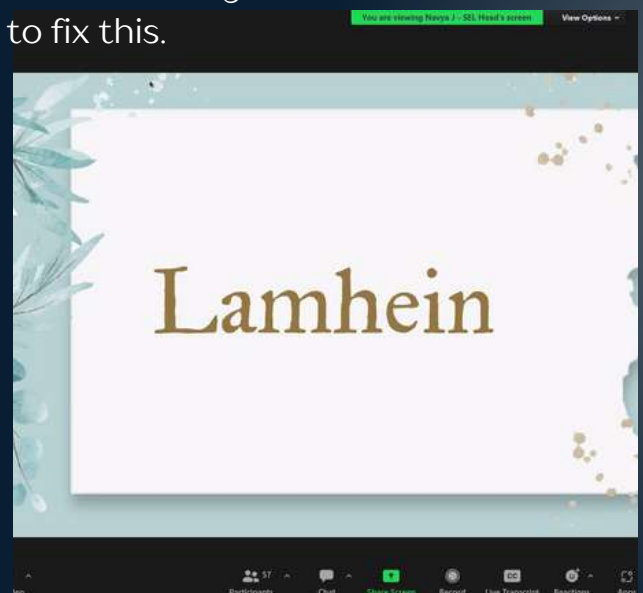 You are viewing Navya J - SEL Head's screen View Options
to fix this.
Lamhein
57
Participants Chat Share Screen Record Live Transcript Reactions